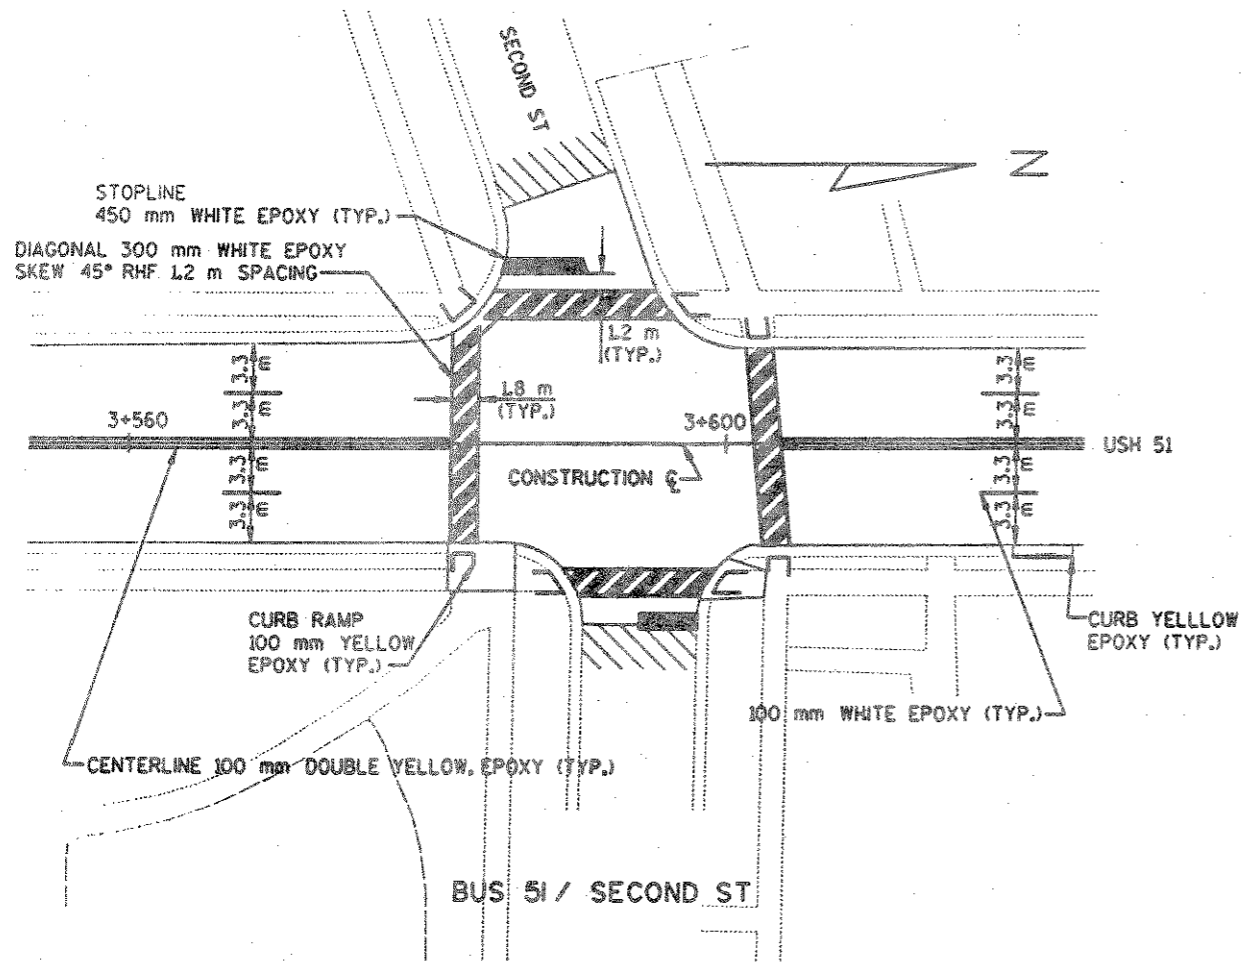 SECOND ST
N
STOPLINE
450 mm WHITE EPOXY (TYP.)
DIAGONAL 300 mm WHITE EPOXY
SKEW 45° RHF 1.2 m SPACING
1.2 m
(TYP.)
3.3 m
3.3 m
3.3 m
3.3 m
1.8 m
(TYP.)
3.3 m
3.3 m
3.3 m
3.3 m
3+560
3+600
USH 51
CONSTRUCTION ℄
CURB RAMP
100 mm YELLOW
EPOXY (TYP.)
CURB YELLLOW
EPOXY (TYP.)
100 mm WHITE EPOXY (TYP.)
CENTERLINE 100 mm DOUBLE YELLOW, EPOXY (TYP.)
BUS 51 / SECOND ST